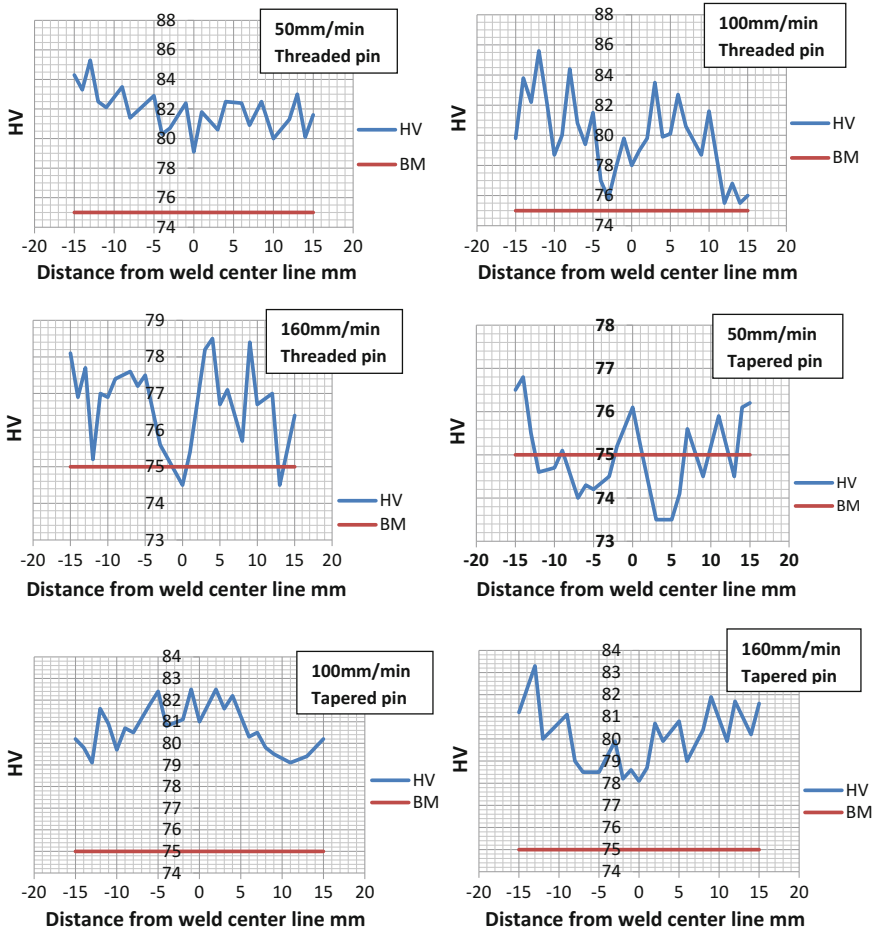 50mm/min
Threaded pin
88
86
84
82
80
78
76
74
HV
HV
BM
-20 -15 -10 -5 0 5 10 15 20
Distance from weld center line mm
100mm/min
Threaded pin
88
86
84
82
80
78
76
74
HV
HV
BM
-20 -15 -10 -5 0 5 10 15 20
Distance from weld center line mm
160mm/min
Threaded pin
79
78
77
76
75
74
73
HV
HV
BM
-20 -15 -10 -5 0 5 10 15 20
Distance from weld center line mm
50mm/min
Tapered pin
78
77
76
75
74
73
HV
HV
BM
-20 -15 -10 -5 0 5 10 15 20
Distance from weld center line mm
100mm/min
Tapered pin
84
83
82
81
80
79
78
77
76
75
74
HV
HV
BM
-20 -15 -10 -5 0 5 10 15 20
Distance from weld center line mm
160mm/min
Tapered pin
84
83
82
81
80
79
78
77
76
75
74
HV
HV
BM
-20 -15 -10 -5 0 5 10 15 20
Distance from weld center line mm